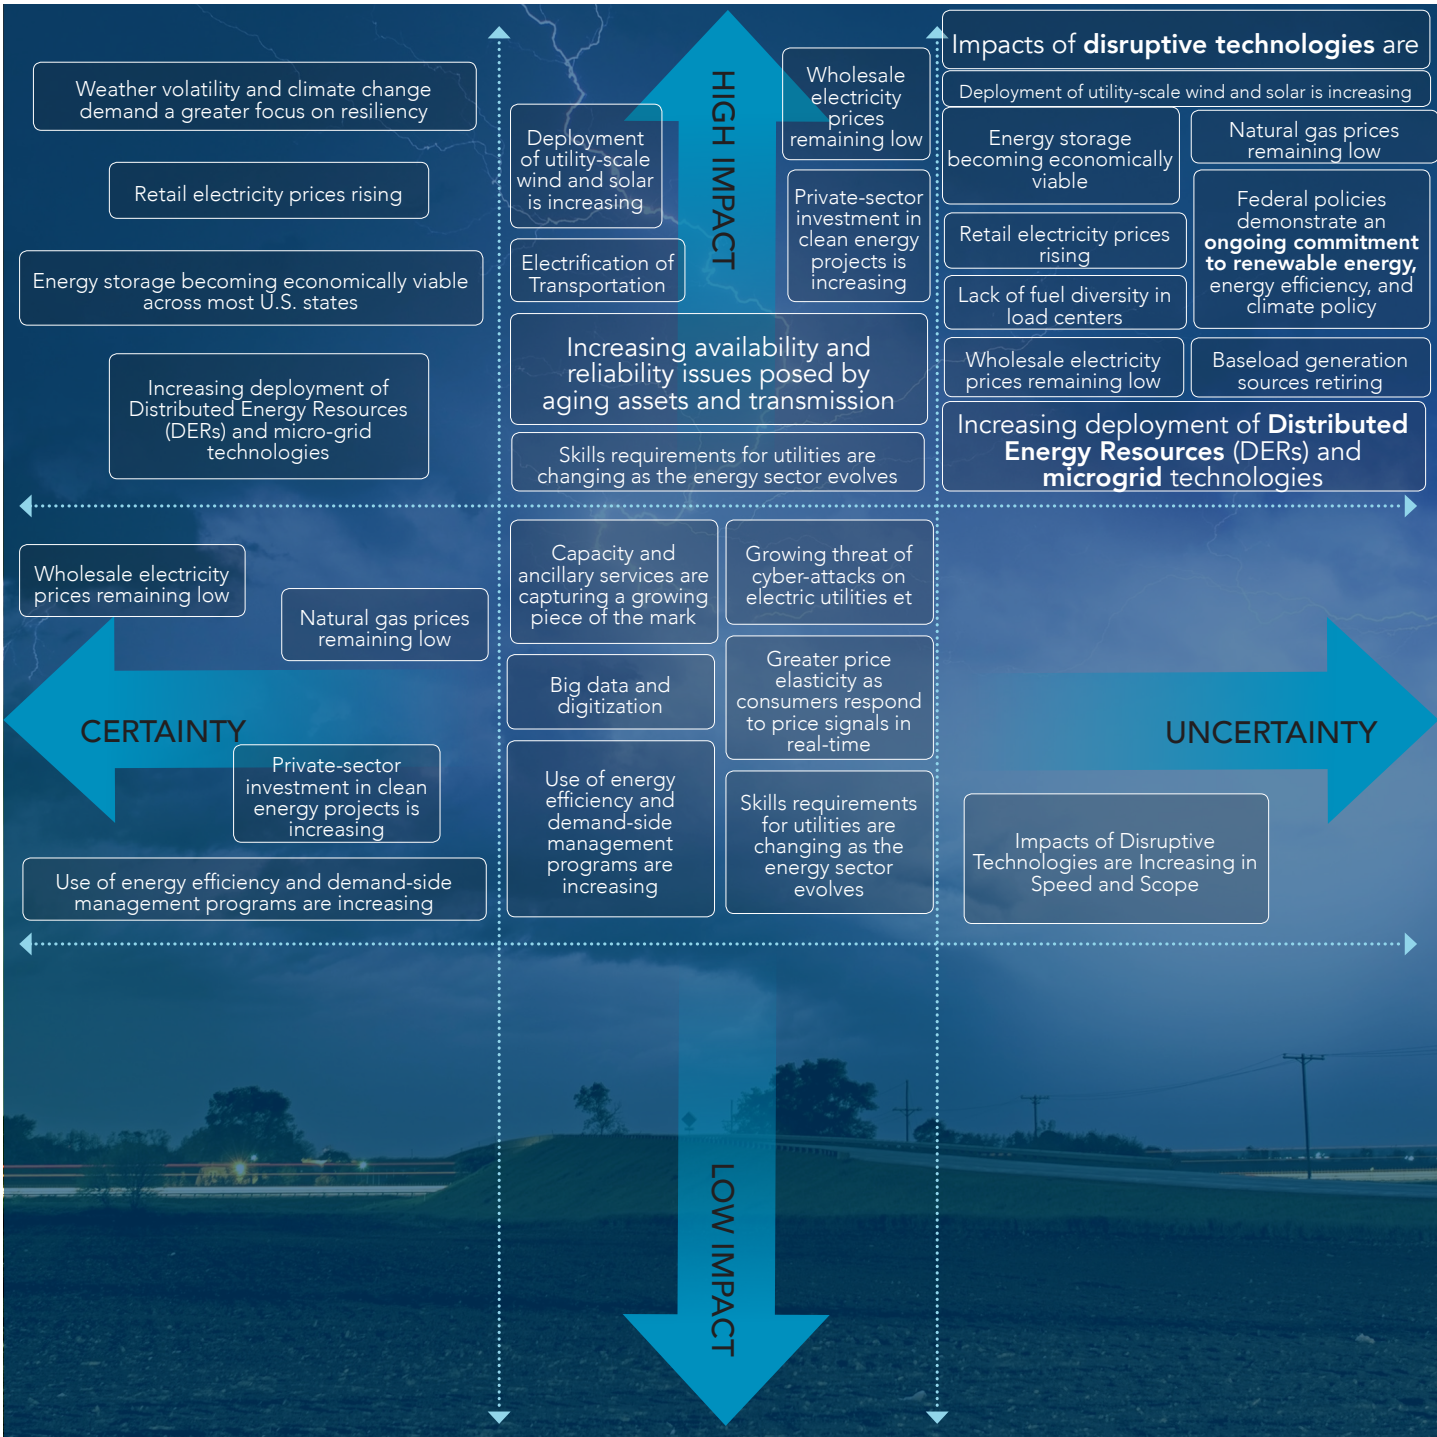 Impacts of disruptive technologies are
Deployment of utility-scale wind and solar is increasing
Weather volatility and climate change
demand a greater focus on resiliency
Retail electricity prices rising
Energy storage becoming economically viable
across most U.S. states
Increasing deployment of
Distributed Energy Resources
(DERs) and micro-grid
technologies
HIGH IMPACT
Deployment
of utility-scale
wind and solar
is increasing
Electrification of
Transportation
Wholesale
electricity
prices
remaining low
Private-sector
investment in
clean energy
projects is
increasing
Increasing availability and
reliability issues posed by
aging assets and transmission
Skills requirements for utilities are
changing as the energy sector evolves
Energy storage
becoming economically
viable
Natural gas prices
remaining low
Retail electricity prices
rising
Federal policies
demonstrate an
ongoing commitment
to renewable energy,
energy efficiency, and
climate policy
Lack of fuel diversity in
load centers
Wholesale electricity
prices remaining low
Baseload generation
sources retiring
Increasing deployment of Distributed
Energy Resources (DERs) and
microgrid technologies
Wholesale electricity
prices remaining low
Natural gas prices
remaining low
CERTAINTY
Private-sector
investment in clean
energy projects is
increasing
Use of energy efficiency and demand-side
management programs are increasing
Capacity and
ancillary services are
capturing a growing
piece of the mark
Growing threat of
cyber-attacks on
electric utilities et
Big data and
digitization
Greater price
elasticity as
consumers respond
to price signals in
real-time
Use of energy
efficiency and
demand-side
management
programs are
increasing
Skills requirements
for utilities are
changing as the
energy sector
evolves
UNCERTAINTY
Impacts of Disruptive
Technologies are Increasing in
Speed and Scope
LOW IMPACT